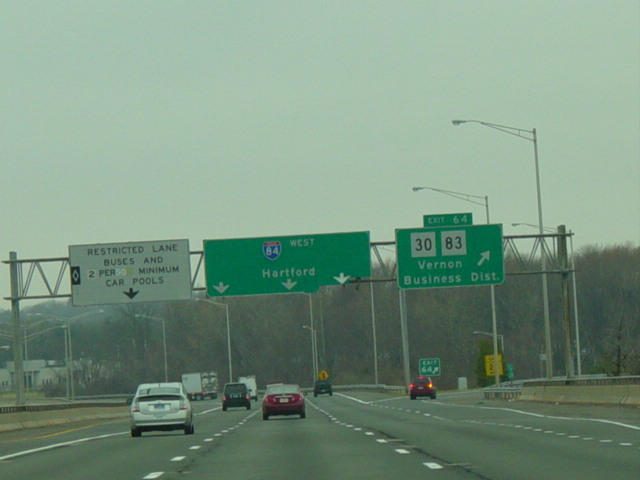 RESTRICTED LANE
BUSES AND
2 PERSON MINIMUM
CAR POOLS
84
WEST
Hartford
EXIT 64
30 83
Vernon
Business Dist.
EXIT
64